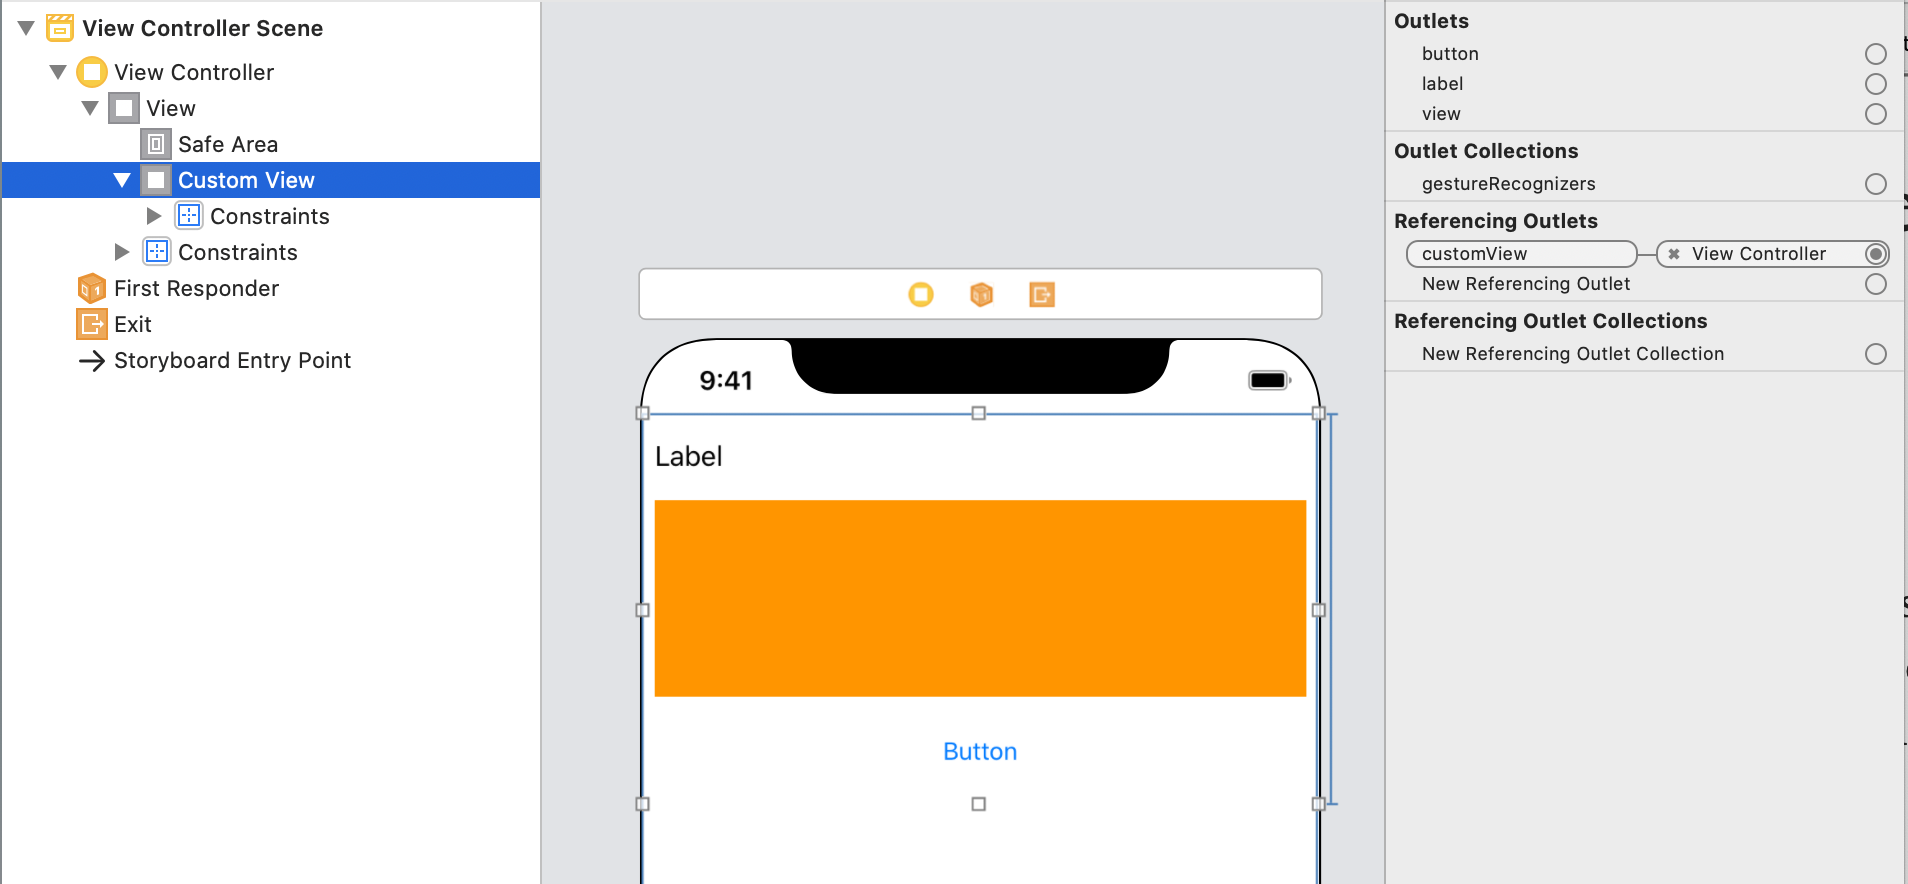 View Controller Scene
View Controller
View
Safe Area
Custom View
Constraints
Constraints
First Responder
Exit
Storyboard Entry Point
9:41
Label
Button
Outlets
button
label
view
Outlet Collections
gestureRecognizers
Referencing Outlets
customView View Controller
New Referencing Outlet
Referencing Outlet Collections
New Referencing Outlet Collection